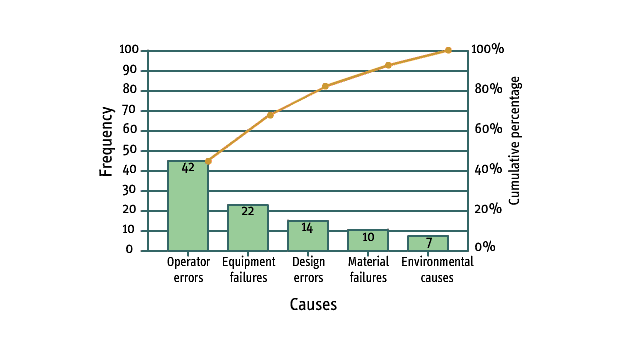 100
90
80
70
60
50
40
30
20
10
0
Frequency
100%
80%
60%
40%
20%
0%
Cumulative percentage
42
22
14
10
7
Operator
errors
Equipment
failures
Design
errors
Material
failures
Environmental
causes
Causes